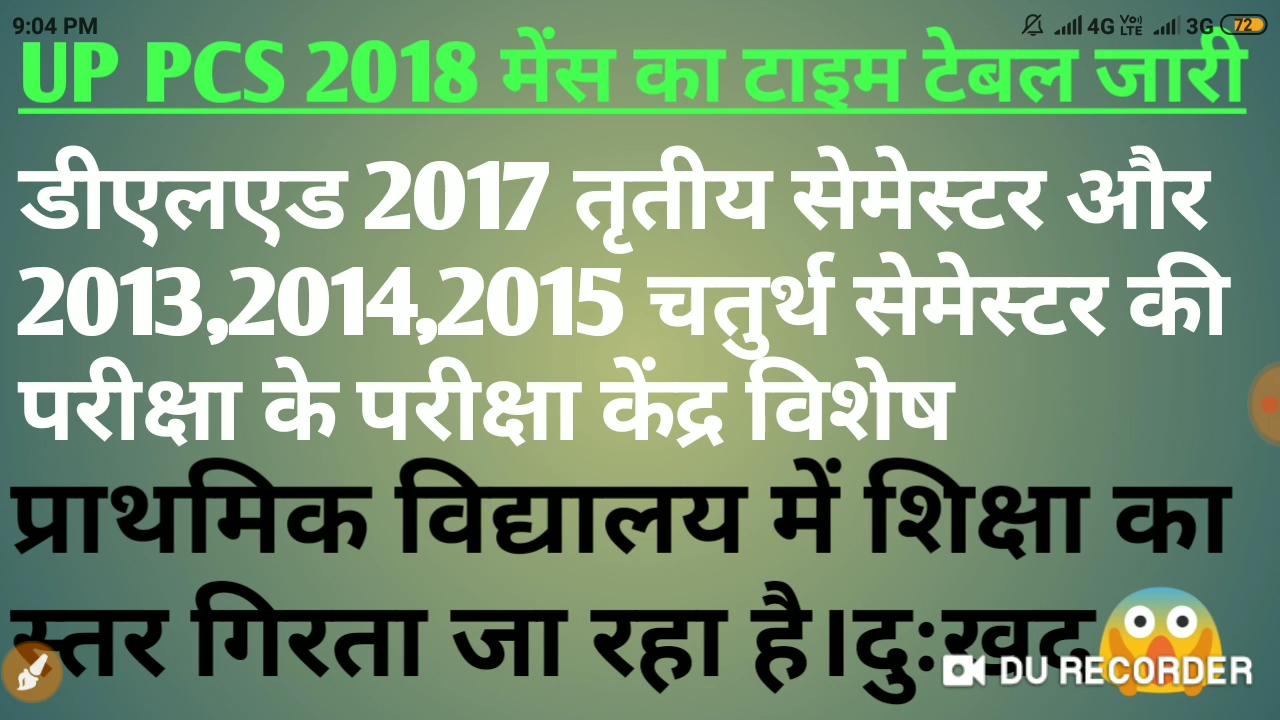 9:04 PM 4G VoLTE 3G 72
UP PCS 2018 मेंस का टाइम टेबल जारी
डीएलएड 2017 तृतीय सेमेस्टर और
2013,2014,2015 चतुर्थ सेमेस्टर की
परीक्षा के परीक्षा केंद्र विशेष
प्राथमिक विद्यालय में शिक्षा का
स्तर गिरता जा रहा है।दुःखद
DU RECORDER